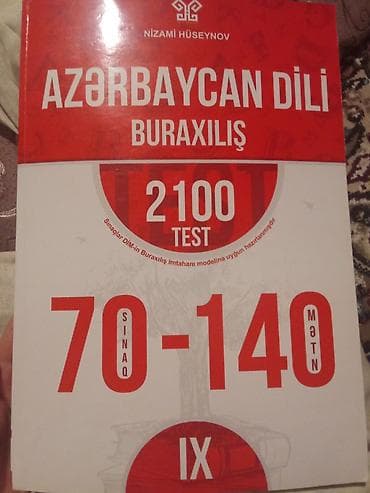 NİZAMİ HÜSEYNOV
AZƏRBAYCAN DİLİ
BURAXILIŞ
TEST
2100
TEST
Sınaqlar DİM-in Buraxılış imtahanı modelinə uyğun hazırlanmışdır
70-140
SINAQ
MƏTN
IX